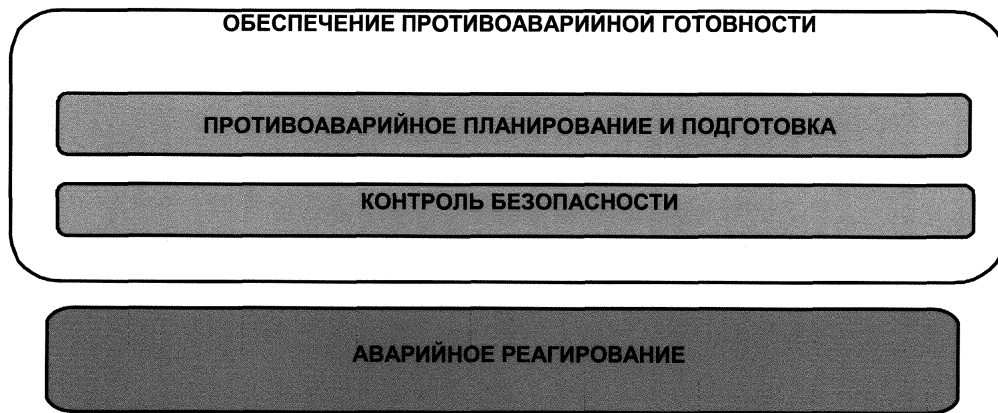 ОБЕСПЕЧЕНИЕ ПРОТИВОАВАРИЙНОЙ ГОТОВНОСТИ
ПРОТИВОАВАРИЙНОЕ ПЛАНИРОВАНИЕ И ПОДГОТОВКА
КОНТРОЛЬ БЕЗОПАСНОСТИ
АВАРИЙНОЕ РЕАГИРОВАНИЕ